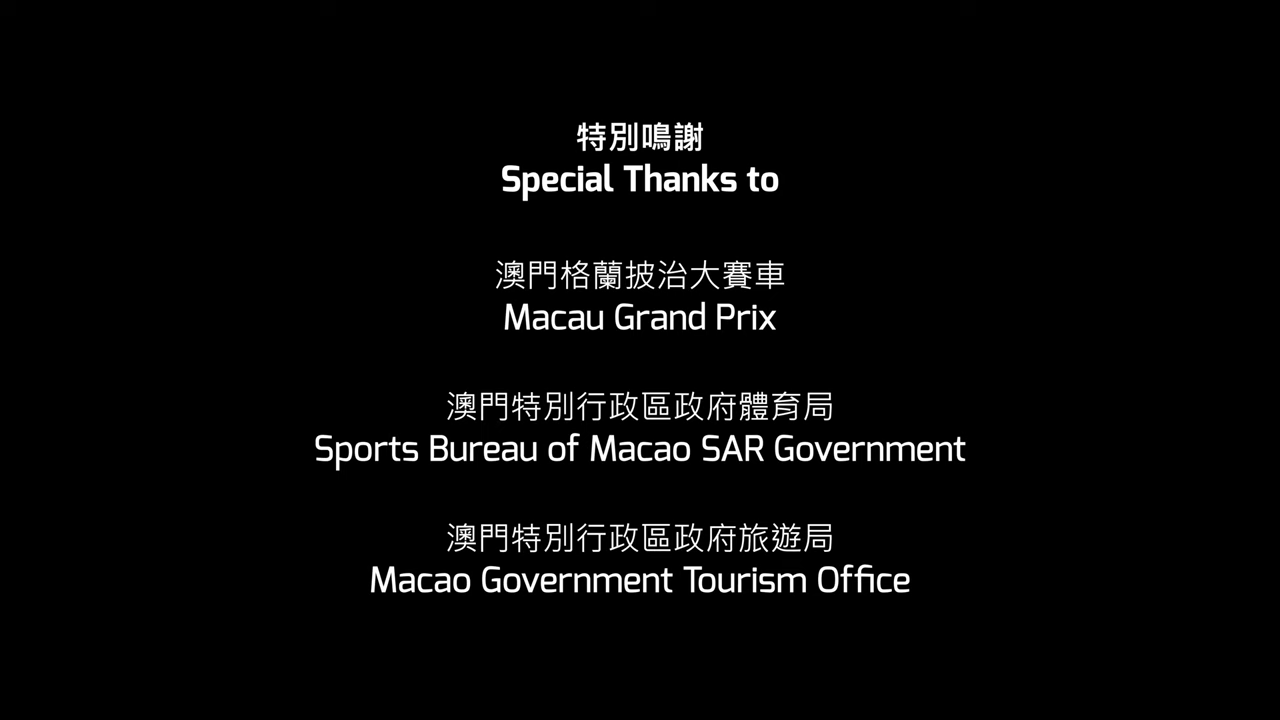 特別鳴謝
Special Thanks to
澳門格蘭披治大賽車
Macau Grand Prix
澳門特別行政區政府體育局
Sports Bureau of Macao SAR Government
澳門特別行政區政府旅遊局
Macao Government Tourism Office